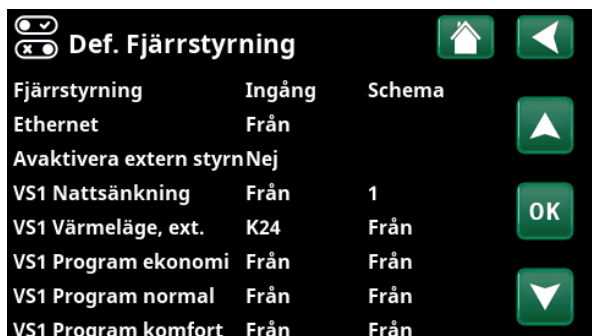 Def. Fjärrstyrning
Fjärrstyrning Ingång Schema
Ethernet Från
Avaktivera extern styrn Nej
VS1 Nattsänkning Från 1
VS1 Värmeläge, ext. K24 Från
OK
VS1 Program ekonomi Från Från
VS1 Program normal Från Från
VS1 Program komfort Från Från